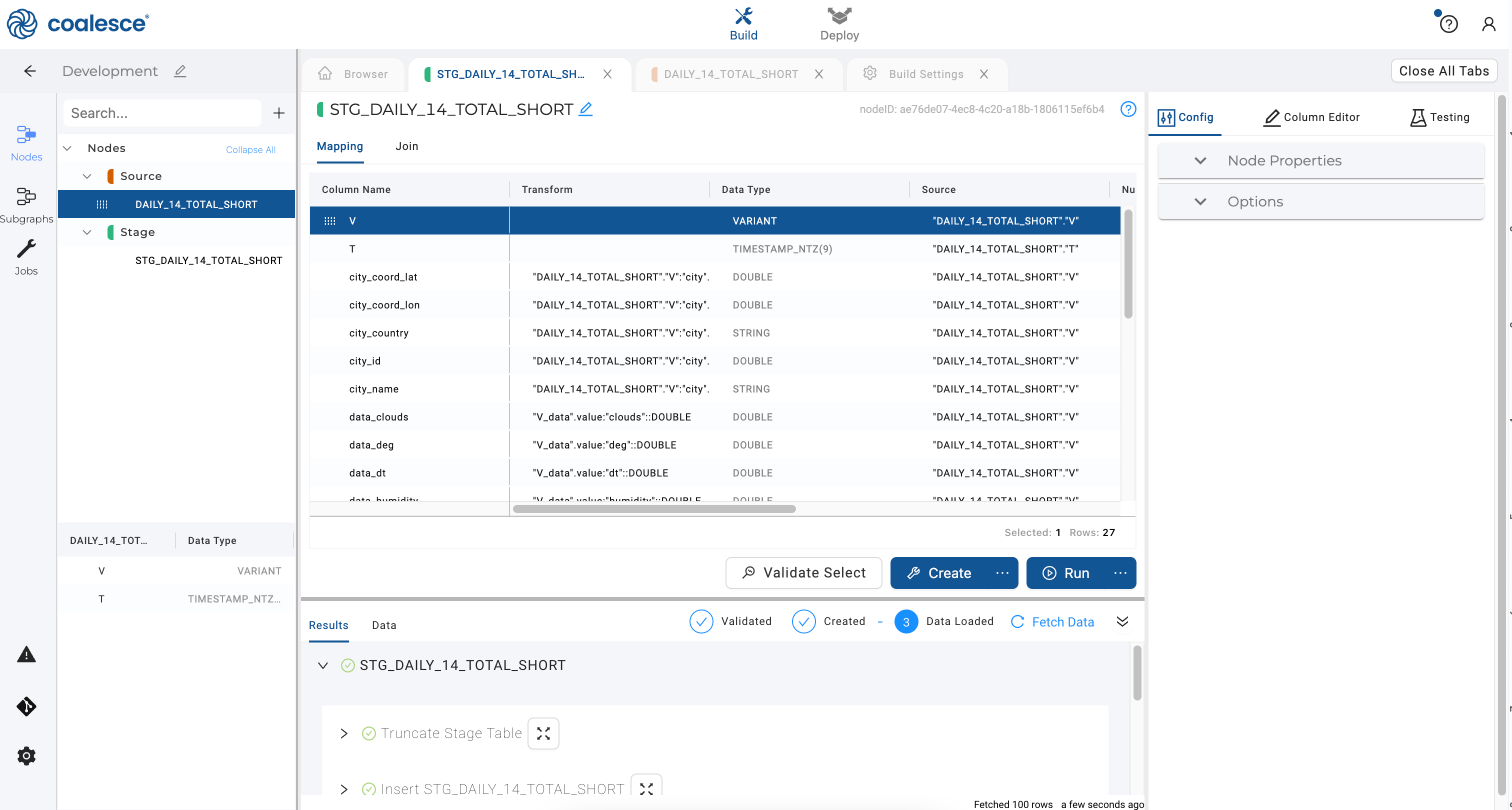 coalesce®
Build
Deploy
Development
Browser
STG_DAILY_14_TOTAL_SH...
DAILY_14_TOTAL_SHORT
Build Settings
Close All Tabs
Search...
Nodes
Collapse All
Source
DAILY_14_TOTAL_SHORT
Stage
STG_DAILY_14_TOTAL_SHORT
Nodes
Subgraphs
Jobs
DAILY_14_TOT... Data Type
V VARIANT
T TIMESTAMP_NTZ...
STG_DAILY_14_TOTAL_SHORT
nodeID: ae76de07-4ec8-4c20-a18b-1806115ef6b4
Mapping Join
Column Name Transform Data Type Source Nu
V VARIANT "DAILY_14_TOTAL_SHORT"."V"
T TIMESTAMP_NTZ(9) "DAILY_14_TOTAL_SHORT"."T"
city_coord_lat "DAILY_14_TOTAL_SHORT"."V":"city". DOUBLE "DAILY_14_TOTAL_SHORT"."V"
city_coord_lon "DAILY_14_TOTAL_SHORT"."V":"city". DOUBLE "DAILY_14_TOTAL_SHORT"."V"
city_country "DAILY_14_TOTAL_SHORT"."V":"city". STRING "DAILY_14_TOTAL_SHORT"."V"
city_id "DAILY_14_TOTAL_SHORT"."V":"city". DOUBLE "DAILY_14_TOTAL_SHORT"."V"
city_name "DAILY_14_TOTAL_SHORT"."V":"city". STRING "DAILY_14_TOTAL_SHORT"."V"
data_clouds "V_data".value:"clouds"::DOUBLE DOUBLE "DAILY_14_TOTAL_SHORT"."V"
data_deg "V_data".value:"deg"::DOUBLE DOUBLE "DAILY_14_TOTAL_SHORT"."V"
data_dt "V_data".value:"dt"::DOUBLE DOUBLE "DAILY_14_TOTAL_SHORT"."V"
data_humidity "V_data".value:"humidity"::DOUBLE DOUBLE "DAILY_14_TOTAL_SHORT"."V"
Selected: 1 Rows: 27
Validate Select
Create ...
Run ...
Results Data
Validated
Created
3 Data Loaded
Fetch Data
STG_DAILY_14_TOTAL_SHORT
Truncate Stage Table
Insert STG_DAILY_14_TOTAL_SHORT
Fetched 100 rows a few seconds ago
Config
Column Editor
Testing
Node Properties
Options